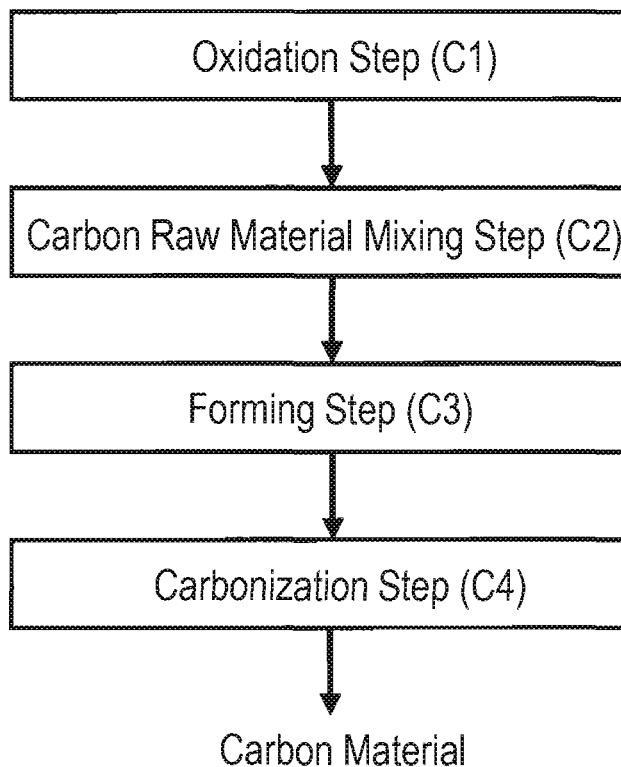 Oxidation Step (C1)
Carbon Raw Material Mixing Step (C2)
Forming Step (C3)
Carbonization Step (C4)
Carbon Material